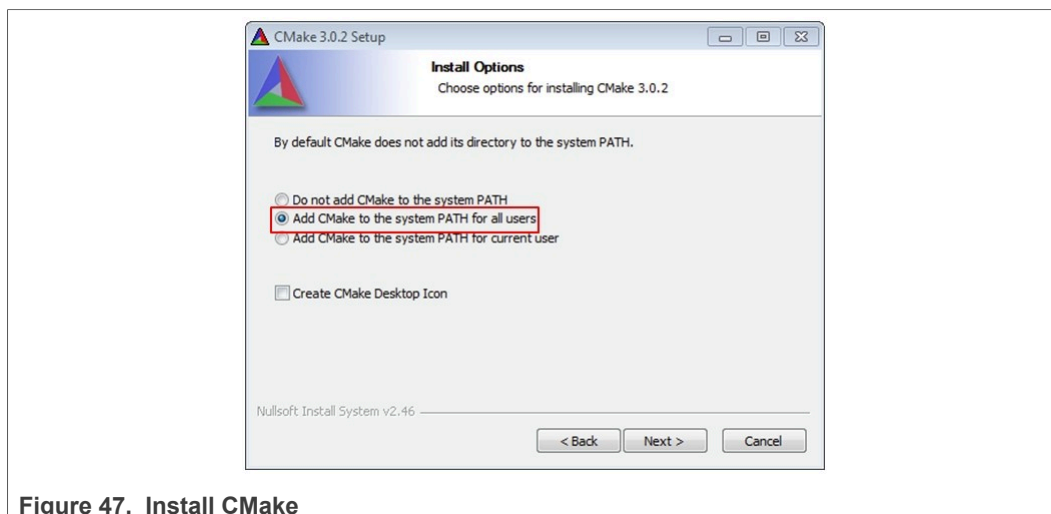 CMake 3.0.2 Setup
Install Options
Choose options for installing CMake 3.0.2
By default CMake does not add its directory to the system PATH.
Do not add CMake to the system PATH
Add CMake to the system PATH for all users
Add CMake to the system PATH for current user
Create CMake Desktop Icon
Nullsoft Install System v2.46
< Back Next > Cancel
Figure 47. Install CMake